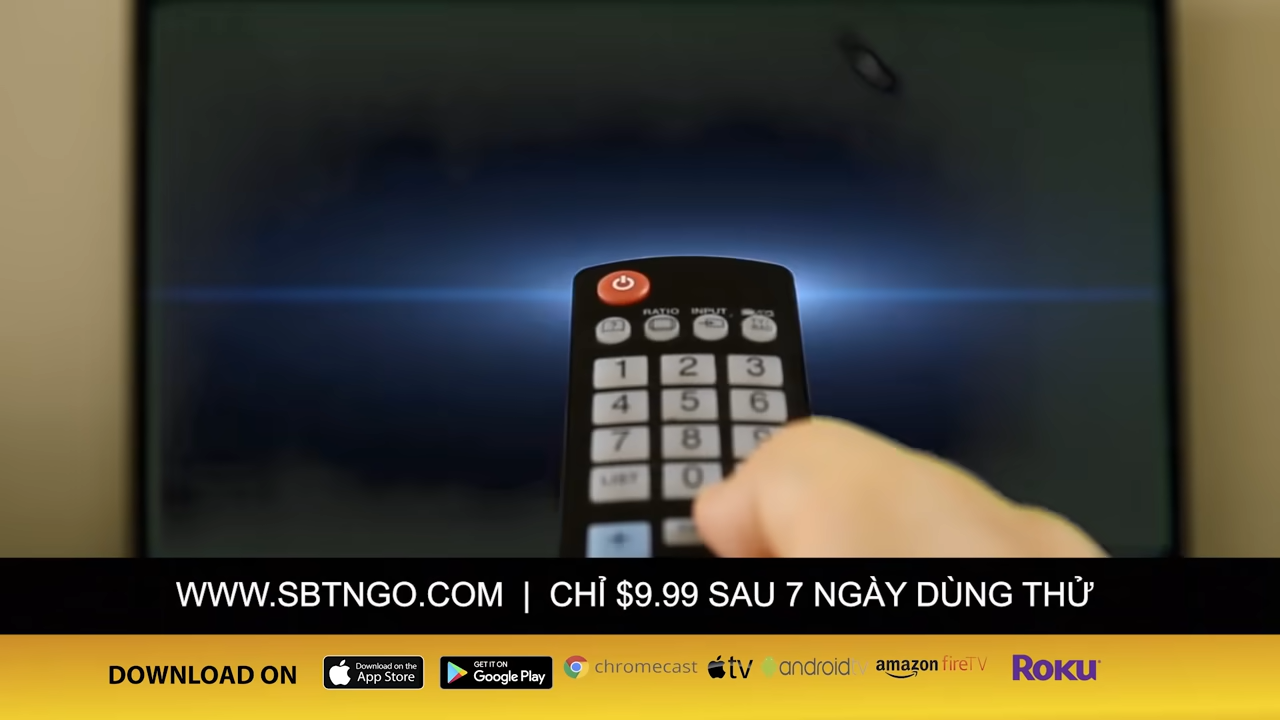 RATIO INPUT
1 2 3
4 5 6
7 8 9
LIST 0
+
WWW.SBTNGO.COM | CHỈ $9.99 SAU 7 NGÀY DÙNG THỬ
DOWNLOAD ON
Download on the
App Store
GET IT ON
Google Play
chromecast
tv
androidtv
amazon fireTV
ROKU